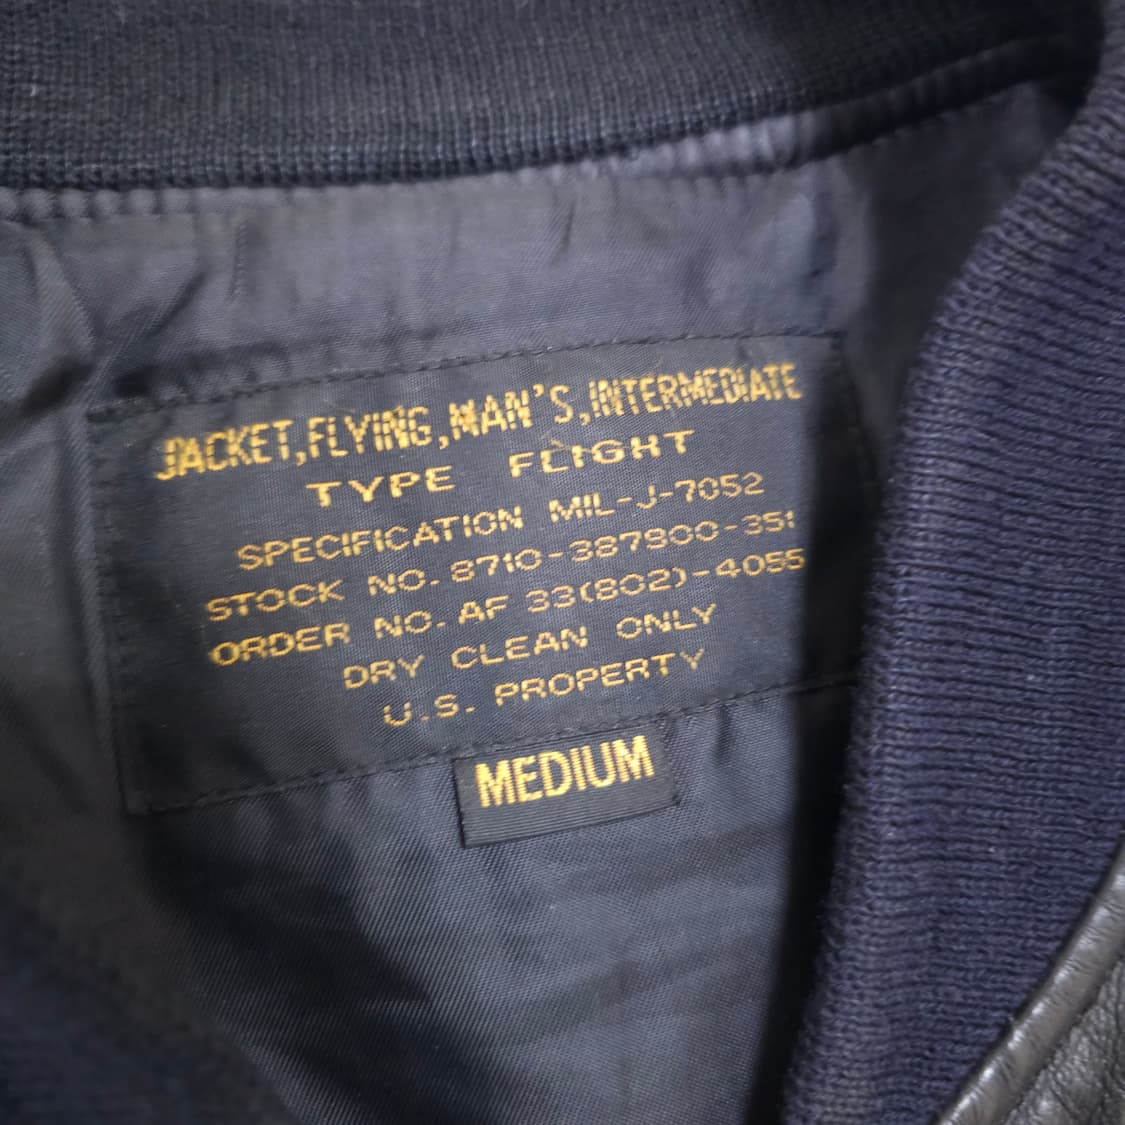 JACKET,FLYING,MAN'S,INTERMEDIATE
TYPE FLIGHT
SPECIFICATION MIL-J-7052
STOCK NO. 8710-387900-351
ORDER NO. AF 33(802)-4055
DRY CLEAN ONLY
U.S. PROPERTY
MEDIUM